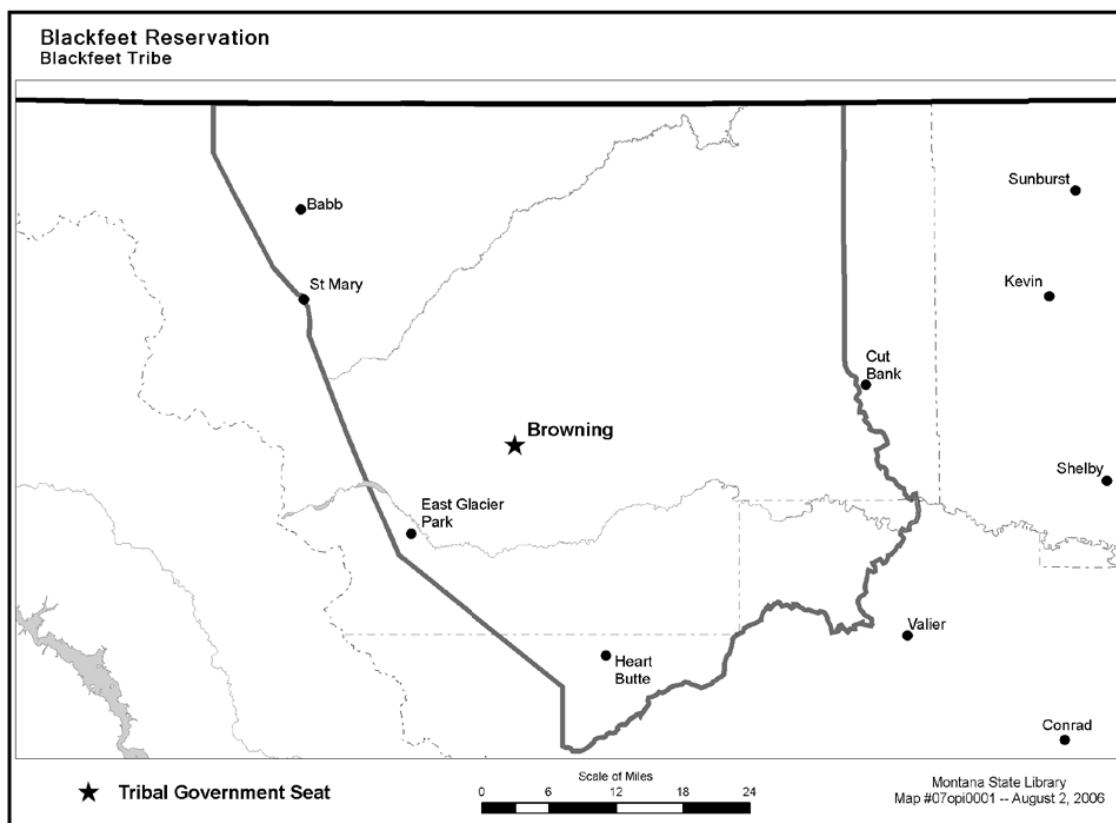 Blackfeet Reservation
Blackfeet Tribe
Sunburst
Babb
St Mary
Kevin
Cut
Bank
Browning
Shelby
East Glacier
Park
Valier
Heart
Butte
Conrad
Tribal Government Seat
Scale of Miles
0 6 12 18 24
Montana State Library
Map #07opi0001 -- August 2, 2006